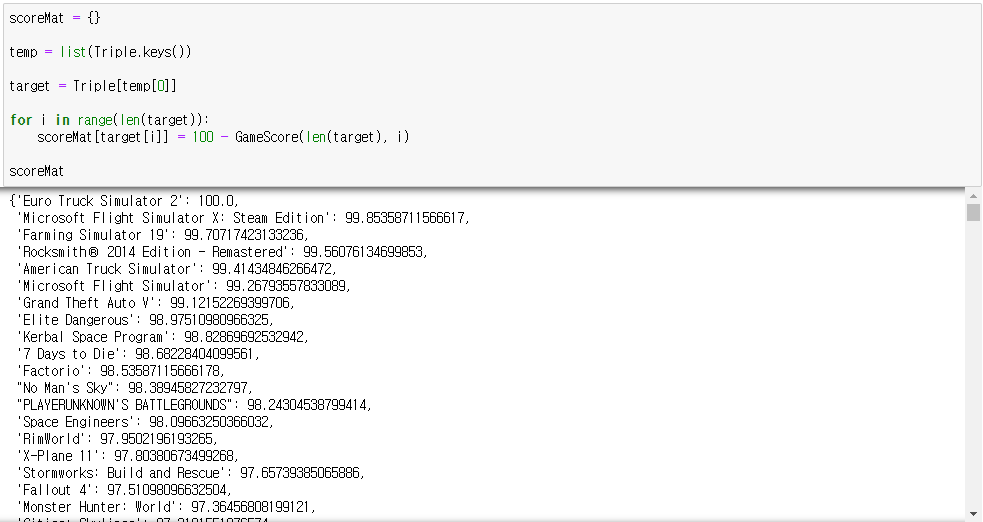 scoreMat = {}
temp = list(Triple.keys())
target = Triple[temp[0]]
for i in range(len(target)):
scoreMat[target[i]] = 100 - GameScore(len(target), i)
scoreMat
{'Euro Truck Simulator 2': 100.0,
'Microsoft Flight Simulator X: Steam Edition': 99.85358711566617,
'Farming Simulator 19': 99.70717423133236,
'Rocksmith® 2014 Edition - Remastered': 99.56076134699853,
'American Truck Simulator': 99.41434846266472,
'Microsoft Flight Simulator': 99.26793557833089,
'Grand Theft Auto V': 99.12152269399706,
'Elite Dangerous': 98.97510980966325,
'Kerbal Space Program': 98.82869692532942,
'7 Days to Die': 98.68228404099561,
'Factorio': 98.53587115666178,
"No Man's Sky": 98.38945827232797,
"PLAYERUNKNOWN'S BATTLEGROUNDS": 98.24304538799414,
'Space Engineers': 98.09663250366032,
'RimWorld': 97.9502196193265,
'X-Plane 11': 97.80380673499268,
'Stormworks: Build and Rescue': 97.65739385065886,
'Fallout 4': 97.51098096632504,
'Monster Hunter: World': 97.36456808199121,